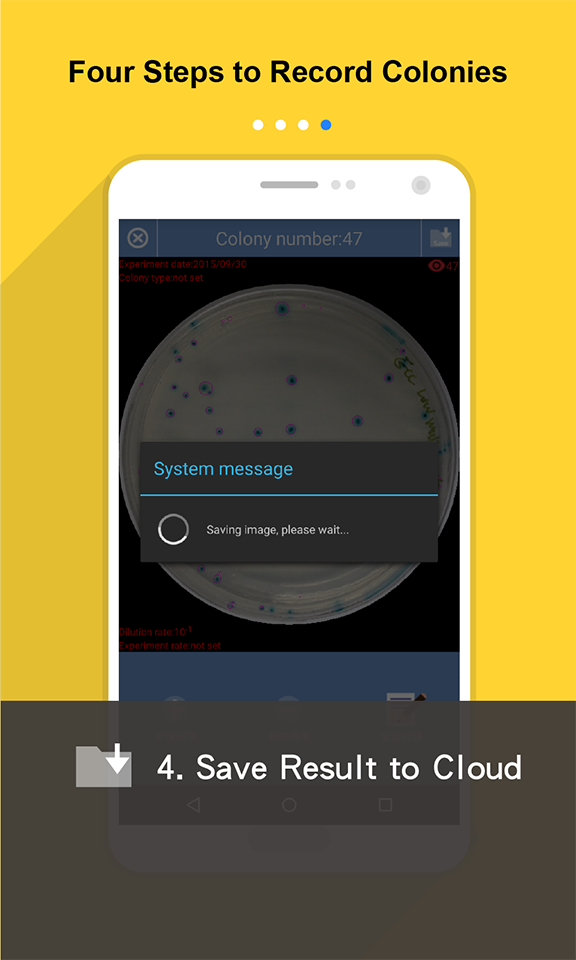 Four Steps to Record Colonies
Colony number:47
Experiment date:2015/09/30
47
Colony type:not set
System message
Saving image, please wait...
Dilution rate:10⁻¹
Experiment rate:not set
4. Save Result to Cloud